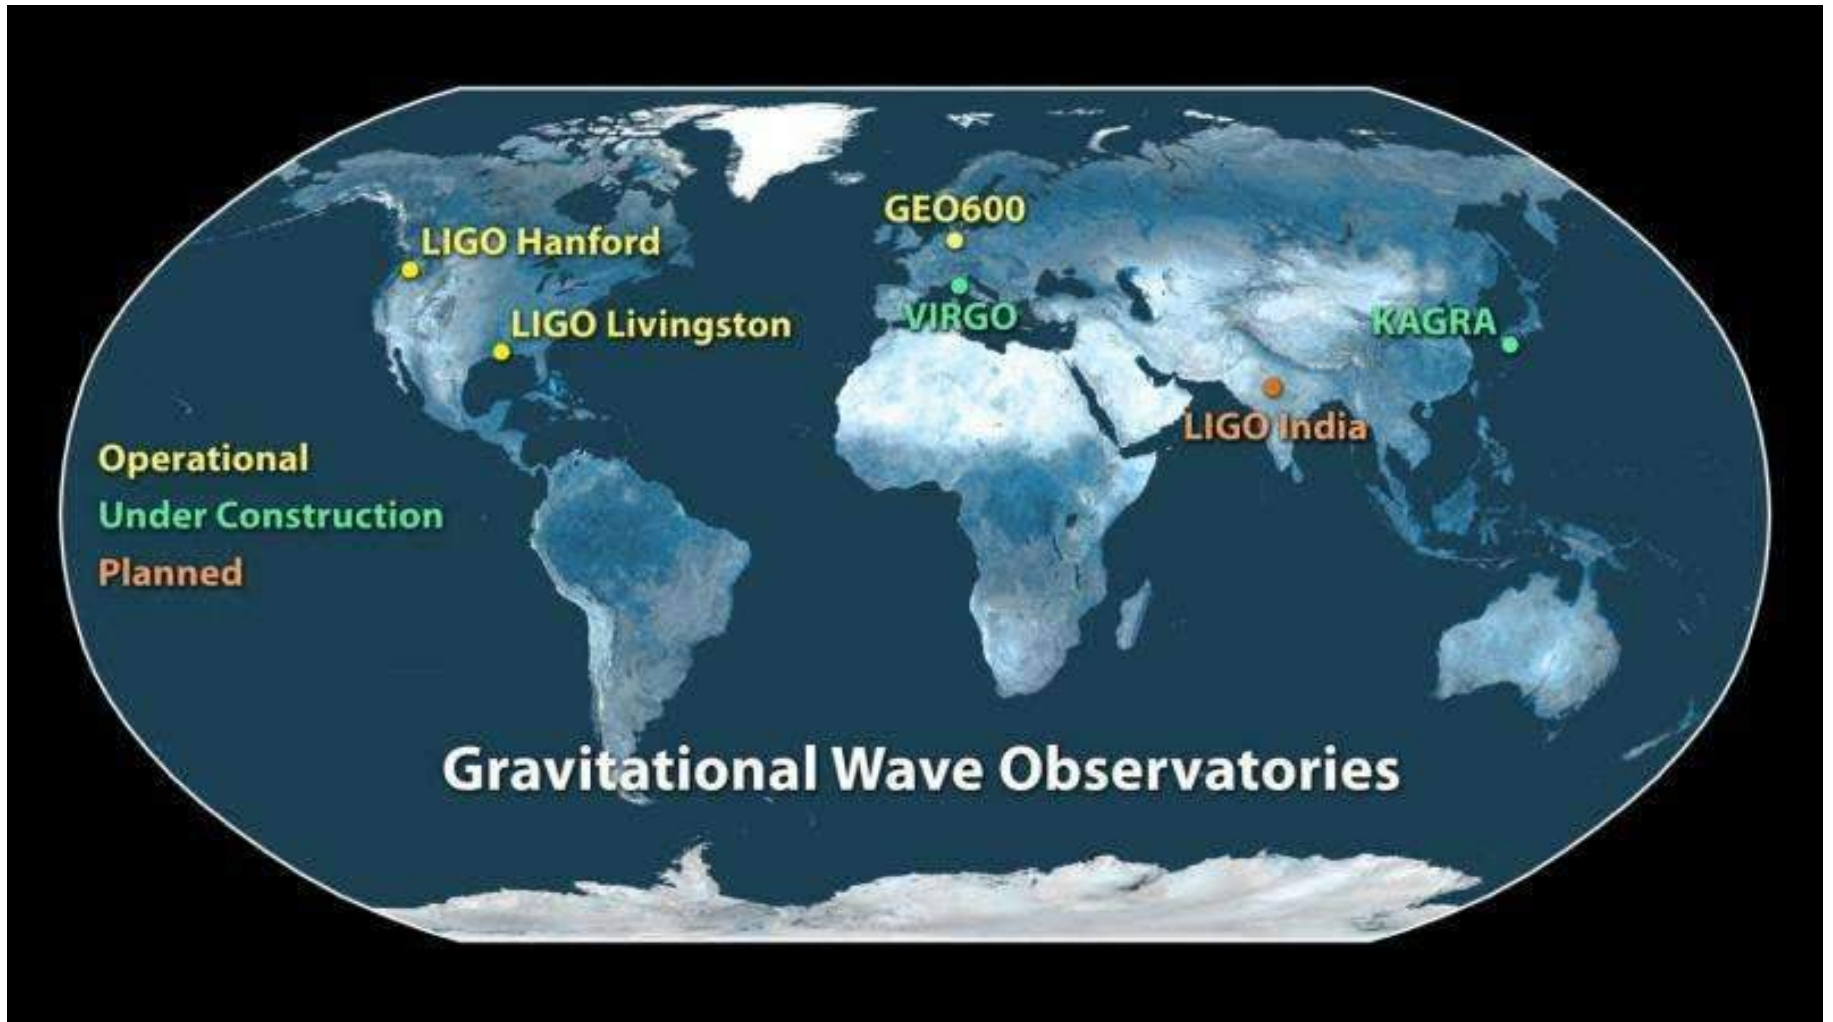 GEO600
LIGO Hanford
VIRGO
LIGO Livingston
KAGRA
LIGO India
Operational
Under Construction
Planned
Gravitational Wave Observatories